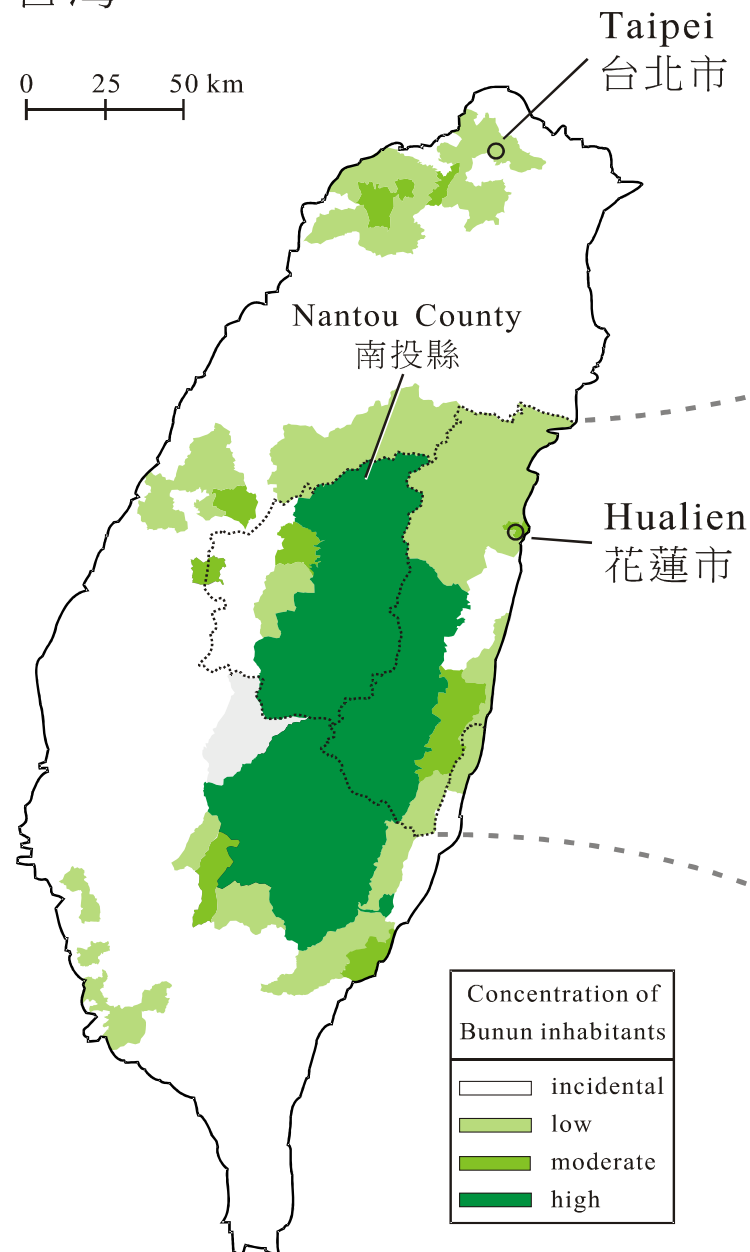 Taipei
台北市
0 25 50 km
Nantou County
南投縣
Hualien
花蓮市
Concentration of
Bunun inhabitants
incidental
low
moderate
high